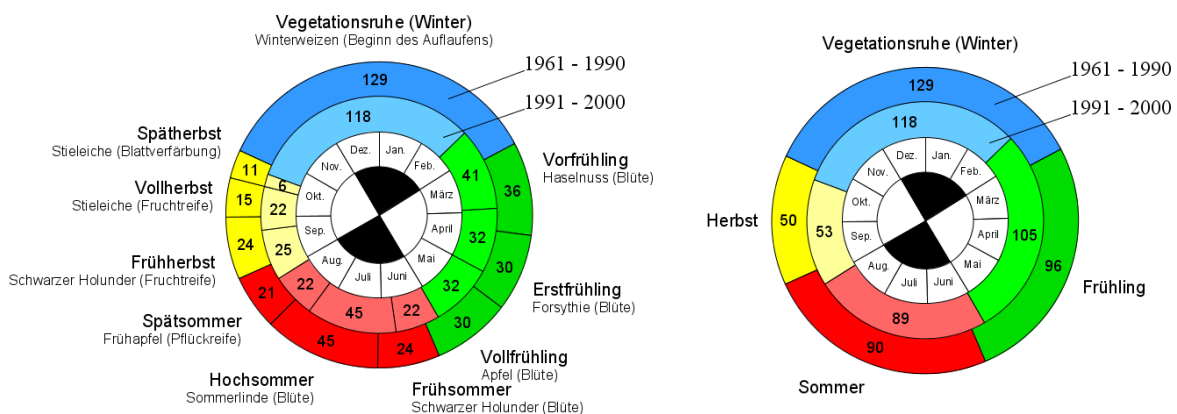 Vegetationsruhe (Winter)
Winterweizen (Beginn des Auflaufens)
1961 - 1990
1991 - 2000
129
118
Spätherbst
Stieleiche (Blattverfärbung)
Vollherbst
Stieleiche (Fruchtreife)
Frühherbst
Schwarzer Holunder (Fruchtreife)
Spätsommer
Frühapfel (Pflückreife)
Hochsommer
Sommerlinde (Blüte)
Frühsommer
Schwarzer Holunder (Blüte)
Vollfrühling
Apfel (Blüte)
Erstfrühling
Forsythie (Blüte)
Vorfrühling
Haselnuss (Blüte)
11
15
24
21
45
24
30
30
36
6
22
25
22
45
22
32
32
41
Jan.
Feb.
März
April
Mai
Juni
Juli
Aug.
Sep.
Okt.
Nov.
Dez.
Vegetationsruhe (Winter)
1961 - 1990
1991 - 2000
129
118
Herbst
50
53
Frühling
105
96
Sommer
89
90
Jan.
Feb.
März
April
Mai
Juni
Juli
Aug.
Sep.
Okt.
Nov.
Dez.